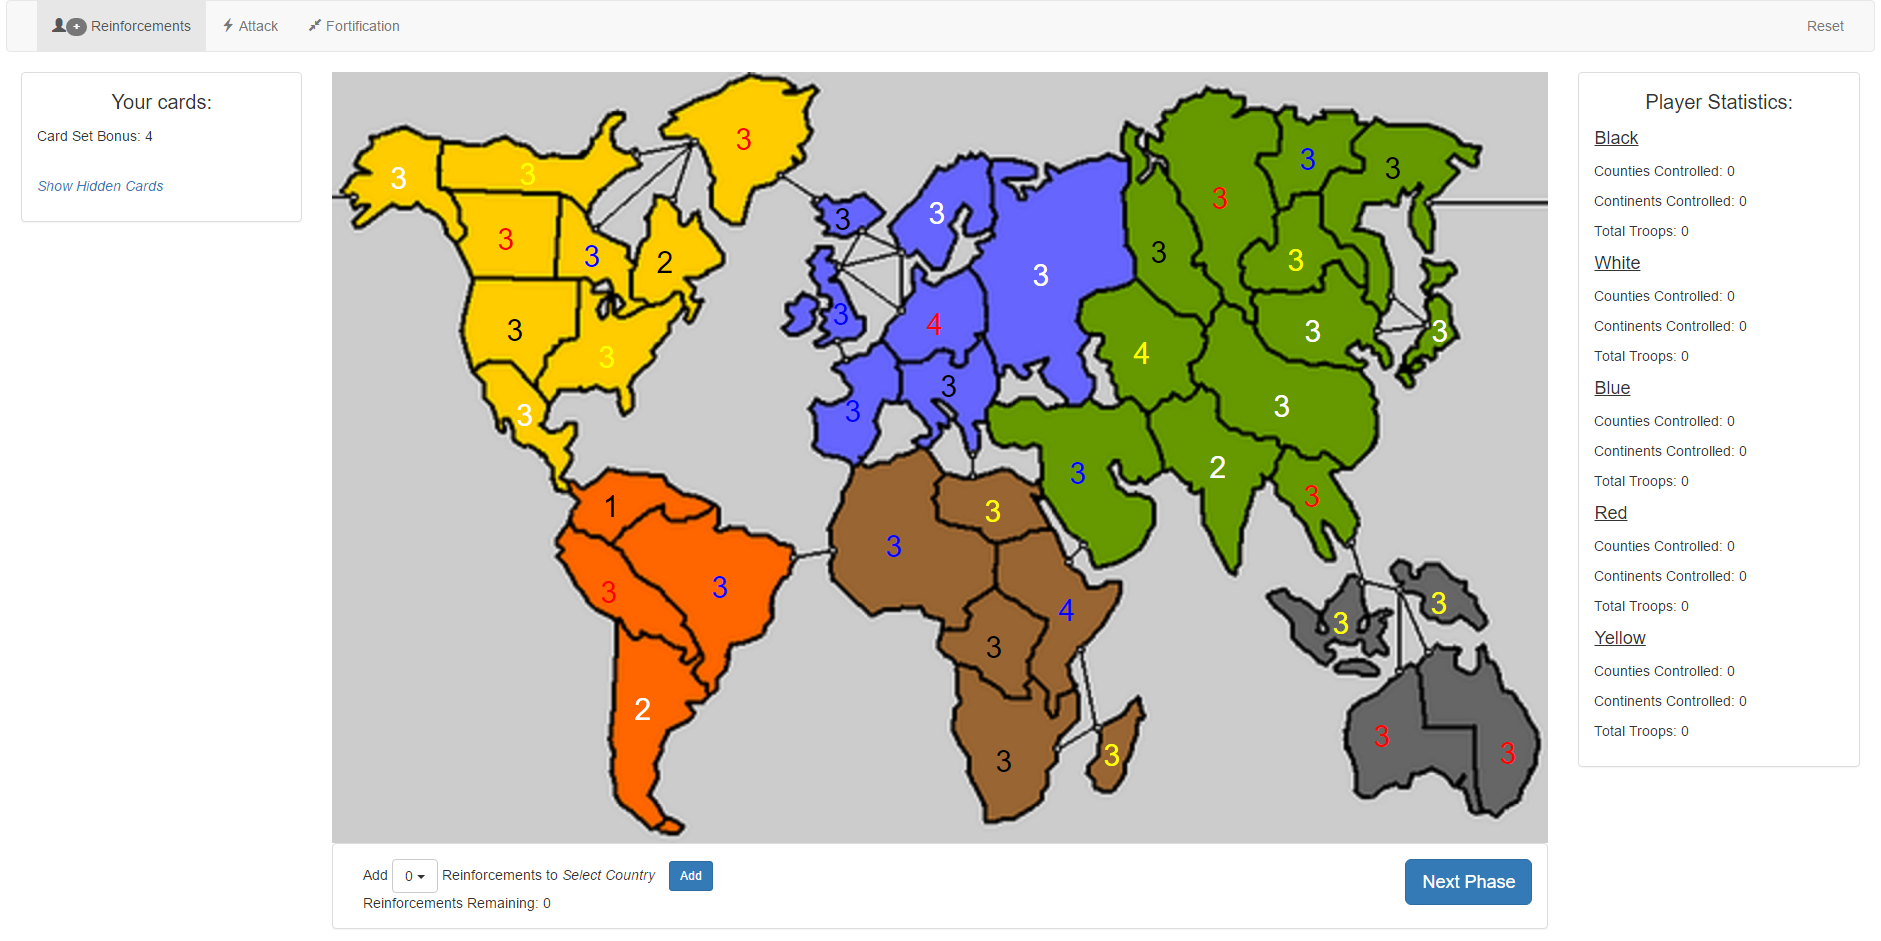 + Reinforcements Attack Fortification Reset
Your cards:
Card Set Bonus: 4
Show Hidden Cards
3
3
3
3
3
3
2
3
3
3
3
3
3
3
3
4
3
3
3
3
3
3
3
3
4
3
3
3
3
2
3
1
3
3
2
3
3
4
3
3
3
3
3
3
3
Add 0 Reinforcements to Select Country Add
Reinforcements Remaining: 0
Next Phase
Player Statistics:
Black
Counties Controlled: 0
Continents Controlled: 0
Total Troops: 0
White
Counties Controlled: 0
Continents Controlled: 0
Total Troops: 0
Blue
Counties Controlled: 0
Continents Controlled: 0
Total Troops: 0
Red
Counties Controlled: 0
Continents Controlled: 0
Total Troops: 0
Yellow
Counties Controlled: 0
Continents Controlled: 0
Total Troops: 0